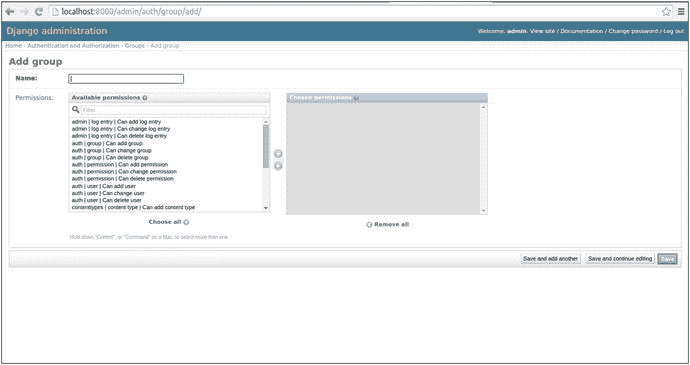 localhost:8000/admin/auth/group/add/
Django administration
Welcome, admin. View site / Documentation / Change password / Log out
Home › Authentication and Authorization › Groups › Add group
Add group
Name:
Permissions:
Available permissions
Filter
admin | log entry | Can add log entry
admin | log entry | Can change log entry
admin | log entry | Can delete log entry
auth | group | Can add group
auth | group | Can change group
auth | group | Can delete group
auth | permission | Can add permission
auth | permission | Can change permission
auth | permission | Can delete permission
auth | user | Can add user
auth | user | Can change user
auth | user | Can delete user
contenttypes | content type | Can add content type
Choose all
Chosen permissions
Remove all
Hold down "Control", or "Command" on a Mac, to select more than one.
Save and add another
Save and continue editing
Save